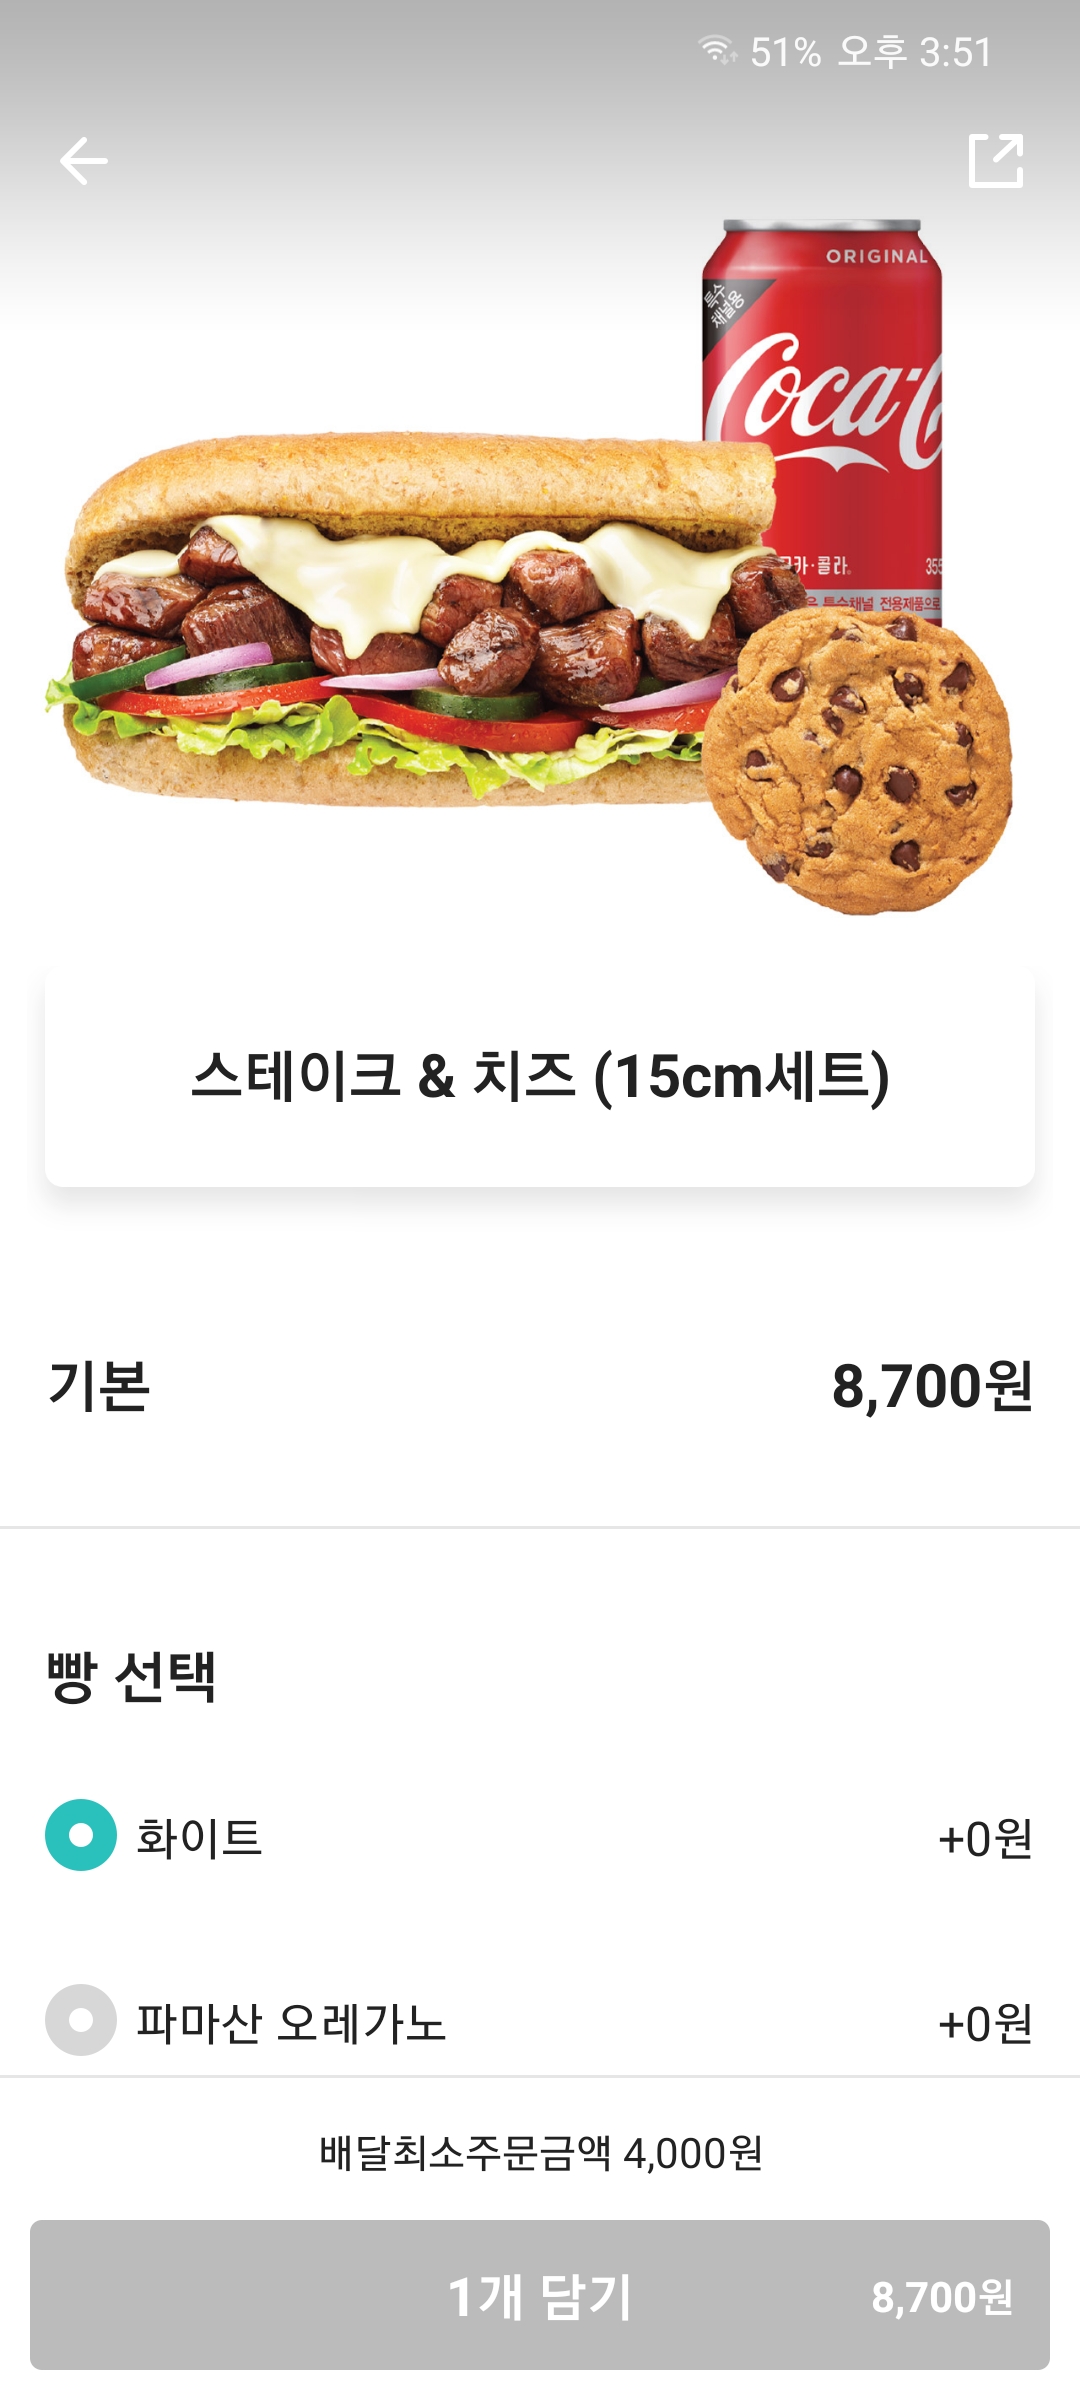 51% 오후 3:51
ORIGINAL
특수
채널용
Coca-C
카·콜라
355
특수채널 전용제품으로
스테이크 & 치즈 (15cm세트)
기본 8,700원
빵 선택
화이트 +0원
파마산 오레가노 +0원
배달최소주문금액 4,000원
1개 담기 8,700원